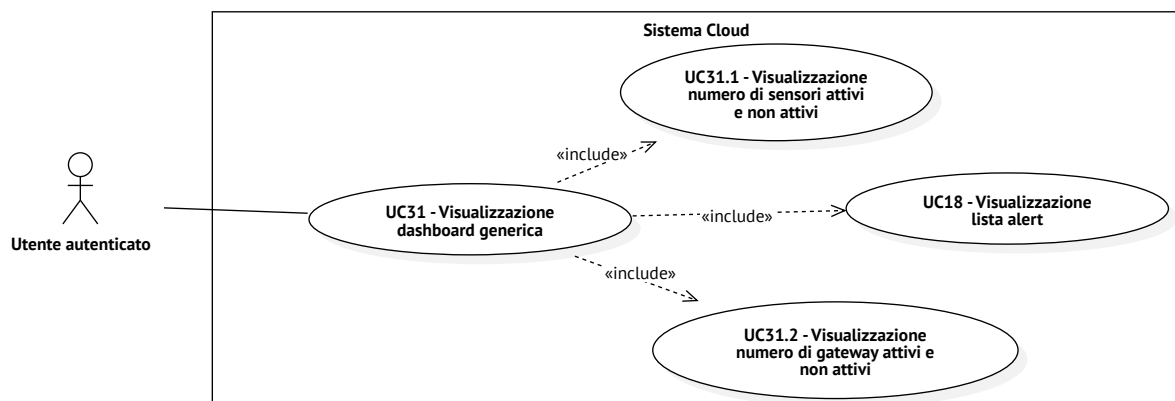 Sistema Cloud
UC31.1 - Visualizzazione
numero di sensori attivi
e non attivi
«include»
UC31 - Visualizzazione
dashboard generica
«include»
UC18 - Visualizzazione
lista alert
Utente autenticato
«include»
UC31.2 - Visualizzazione
numero di gateway attivi e
non attivi